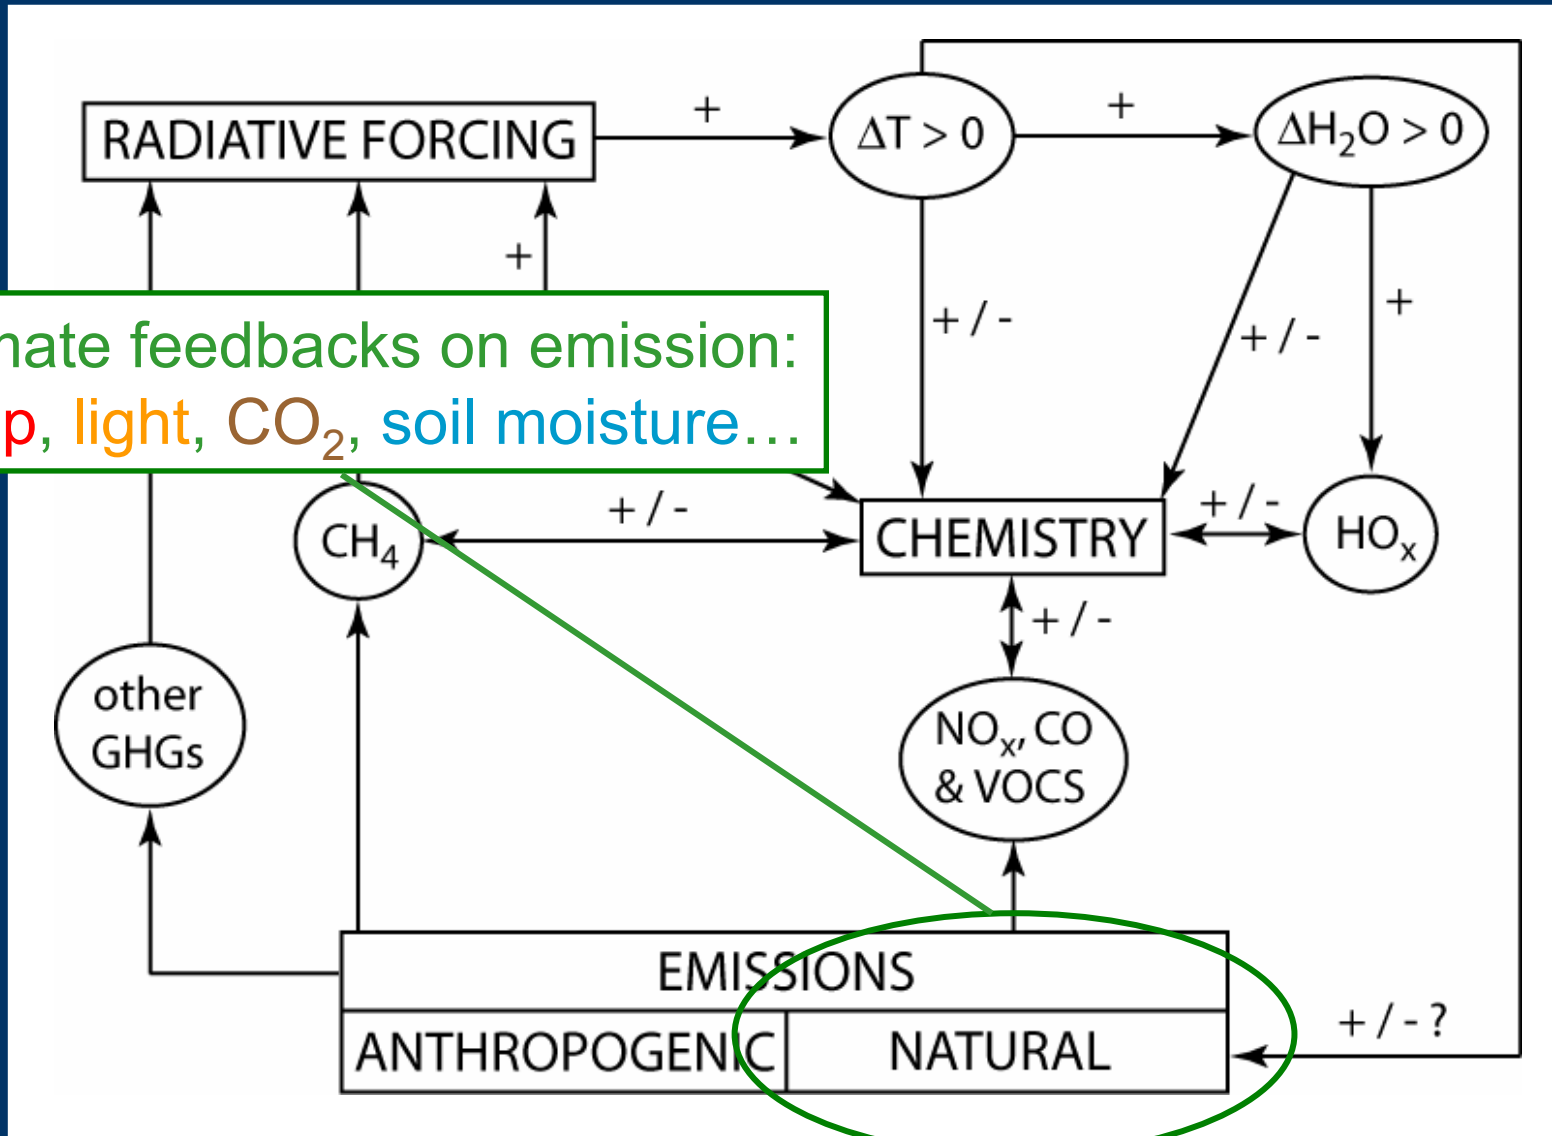 RADIATIVE FORCING
+
ΔT > 0
+
ΔH₂O > 0
+
+ / -
+ / -
+
feedbacks on emission:
light, CO₂, soil moisture…
CH₄
+ / -
CHEMISTRY
+ / -
HOₓ
+ / -
other
GHGs
NOₓ, CO
& VOCS
EMISSIONS
ANTHROPOGENIC
NATURAL
+ / - ?